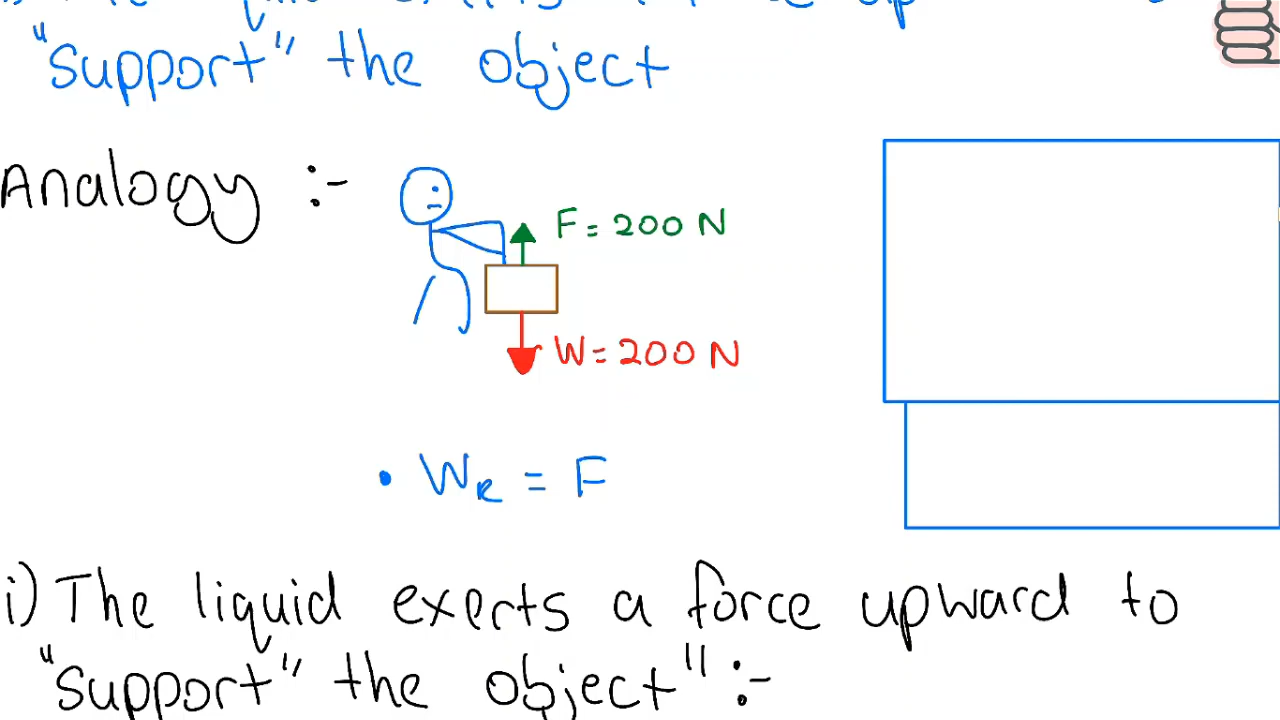 "support" the object
Analogy :-
F = 200 N
W = 200 N
• WR = F
i) The liquid exerts a force upward to
"support" the object" :-